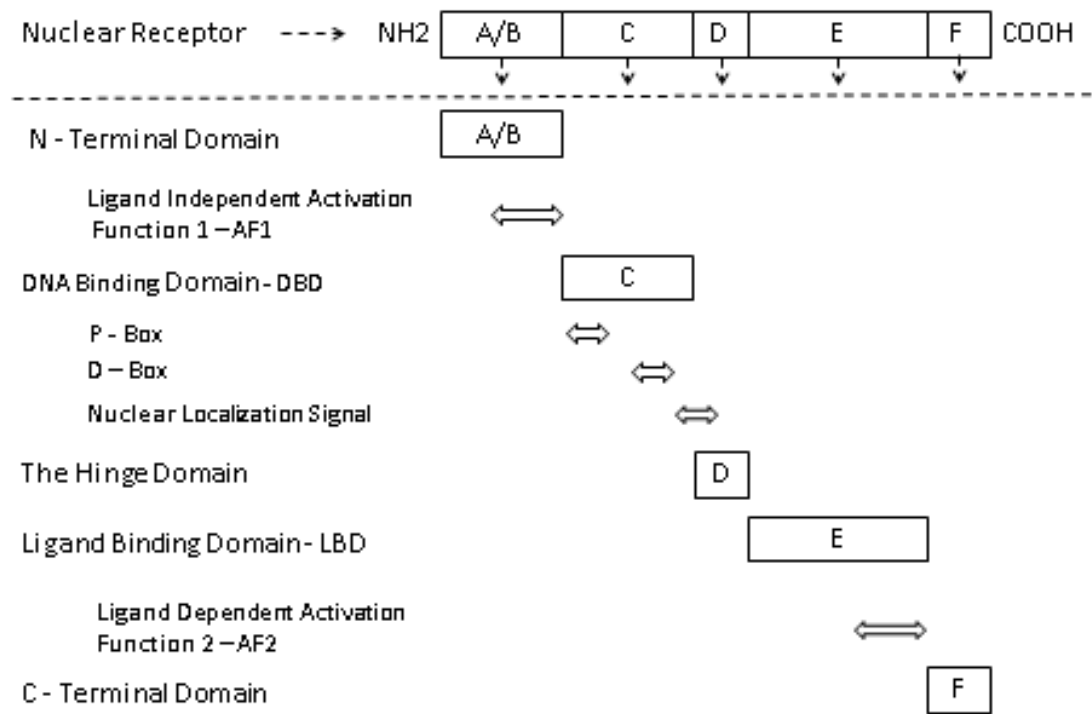 Nuclear Receptor ----> NH2 A/B C D E F COOH
N - Terminal Domain A/B
Ligand Independent Activation
Function 1 – AF1
DNA Binding Domain - DBD C
P - Box
D – Box
Nuclear Localization Signal
The Hinge Domain D
Ligand Binding Domain - LBD E
Ligand Dependent Activation
Function 2 – AF2
C - Terminal Domain F